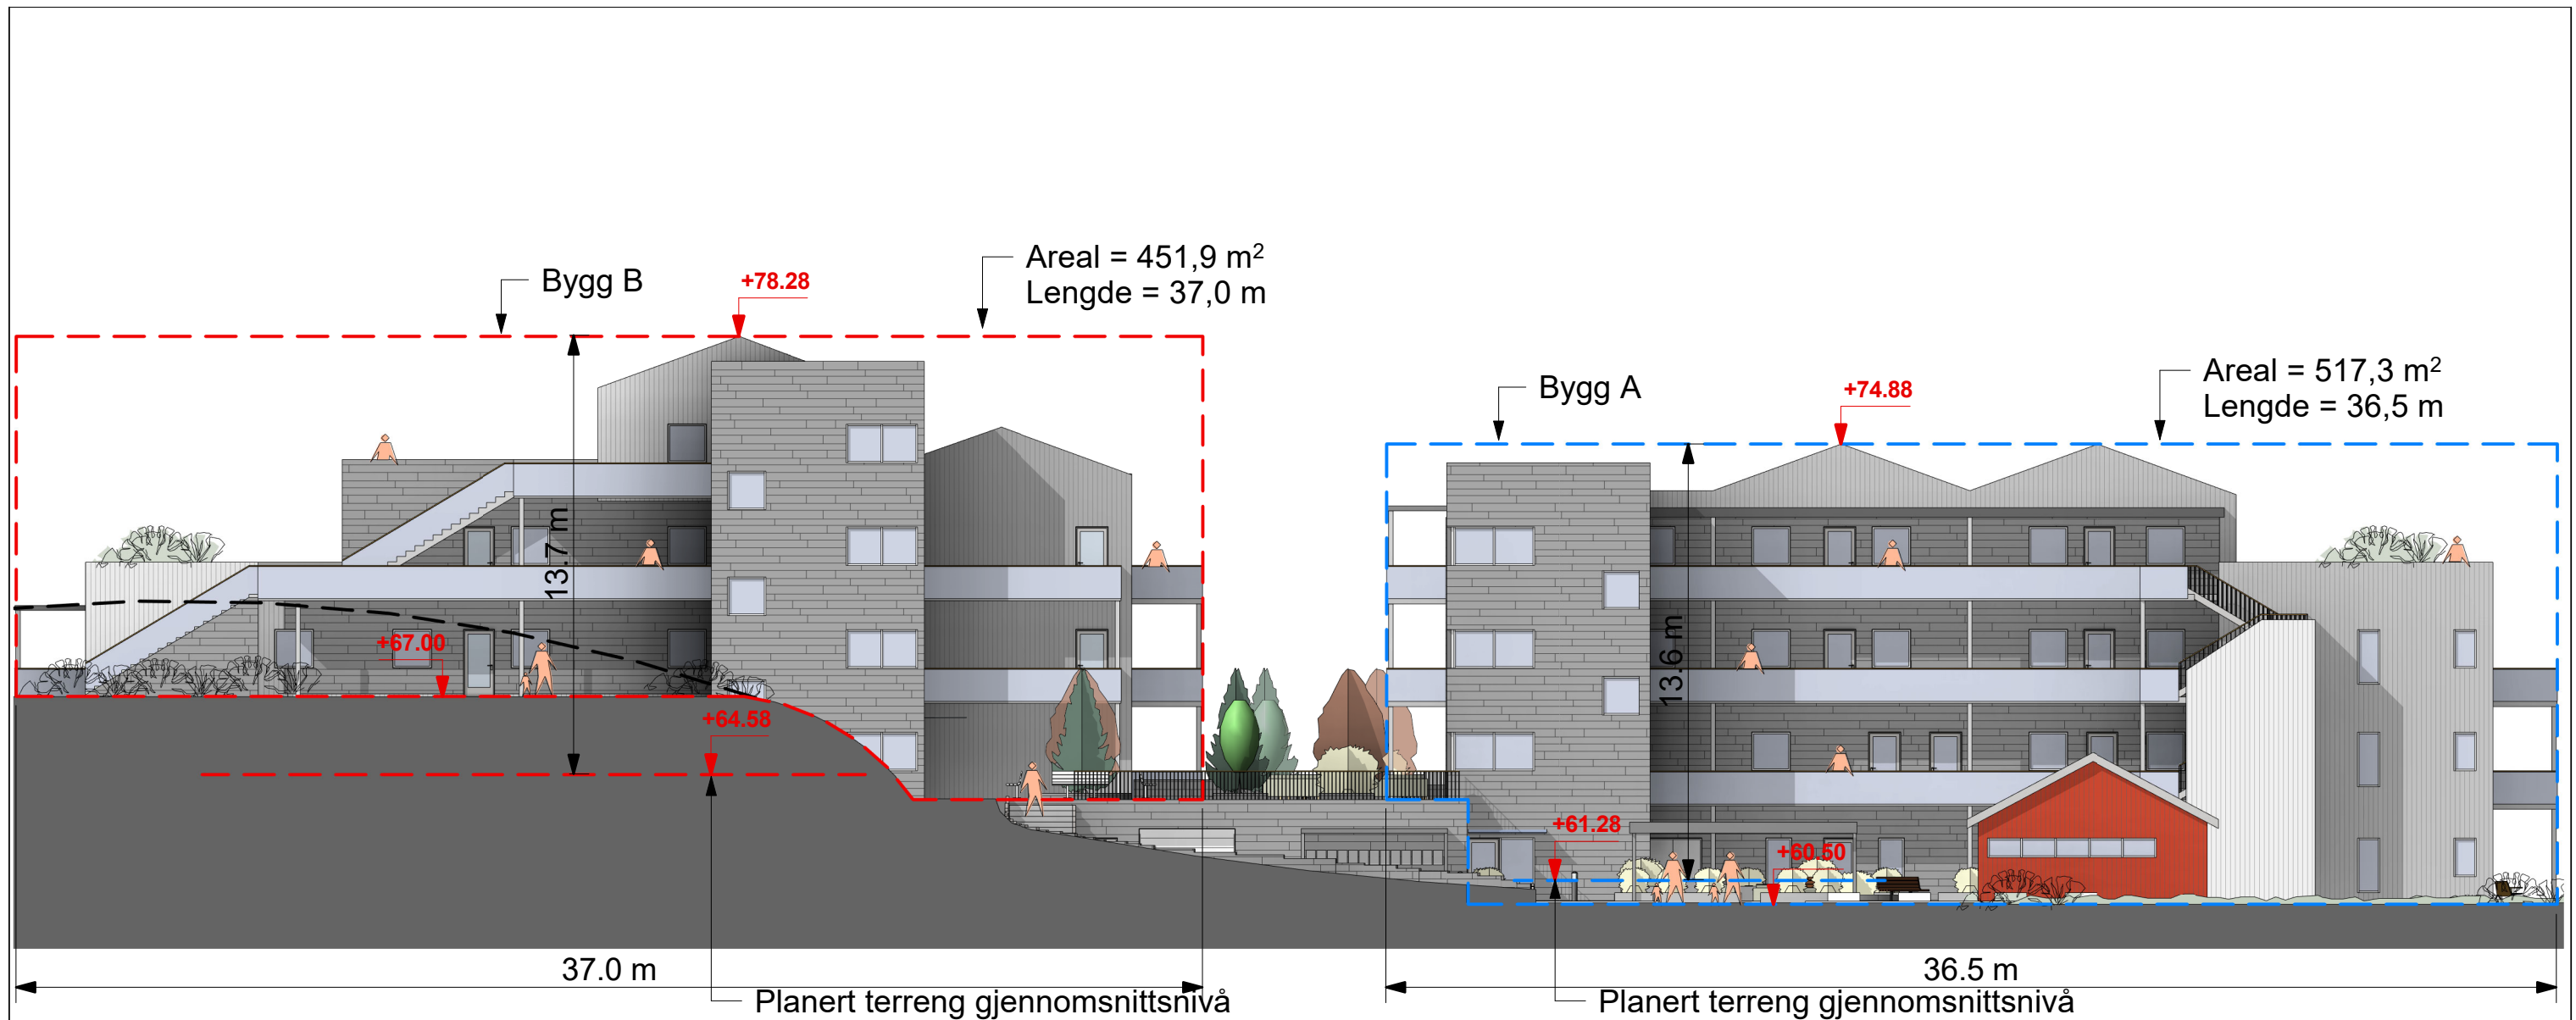 Areal = 451,9 m²
Lengde = 37,0 m
Bygg B
+78.28
Areal = 517,3 m²
Lengde = 36,5 m
Bygg A
+74.88
13.7 m
+67.00
13.6 m
+64.58
+61.28
+60.50
37.0 m
36.5 m
Planert terreng gjennomsnittsnivå
Planert terreng gjennomsnittsnivå